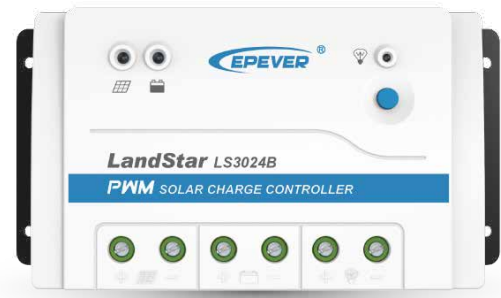 EPEVER ®
LandStar LS3024B
PWM SOLAR CHARGE CONTROLLER